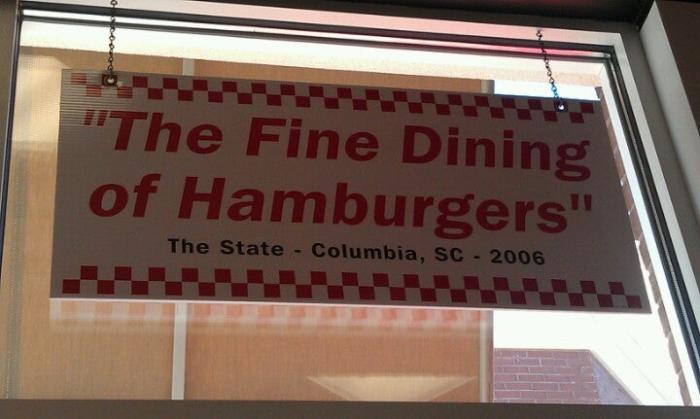 "The Fine Dining
of Hamburgers"
The State - Columbia, SC - 2006